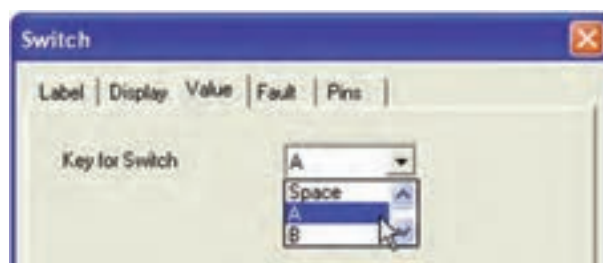 Switch
Label Display Value Fault Pins
Key for Switch A
Space
A
B